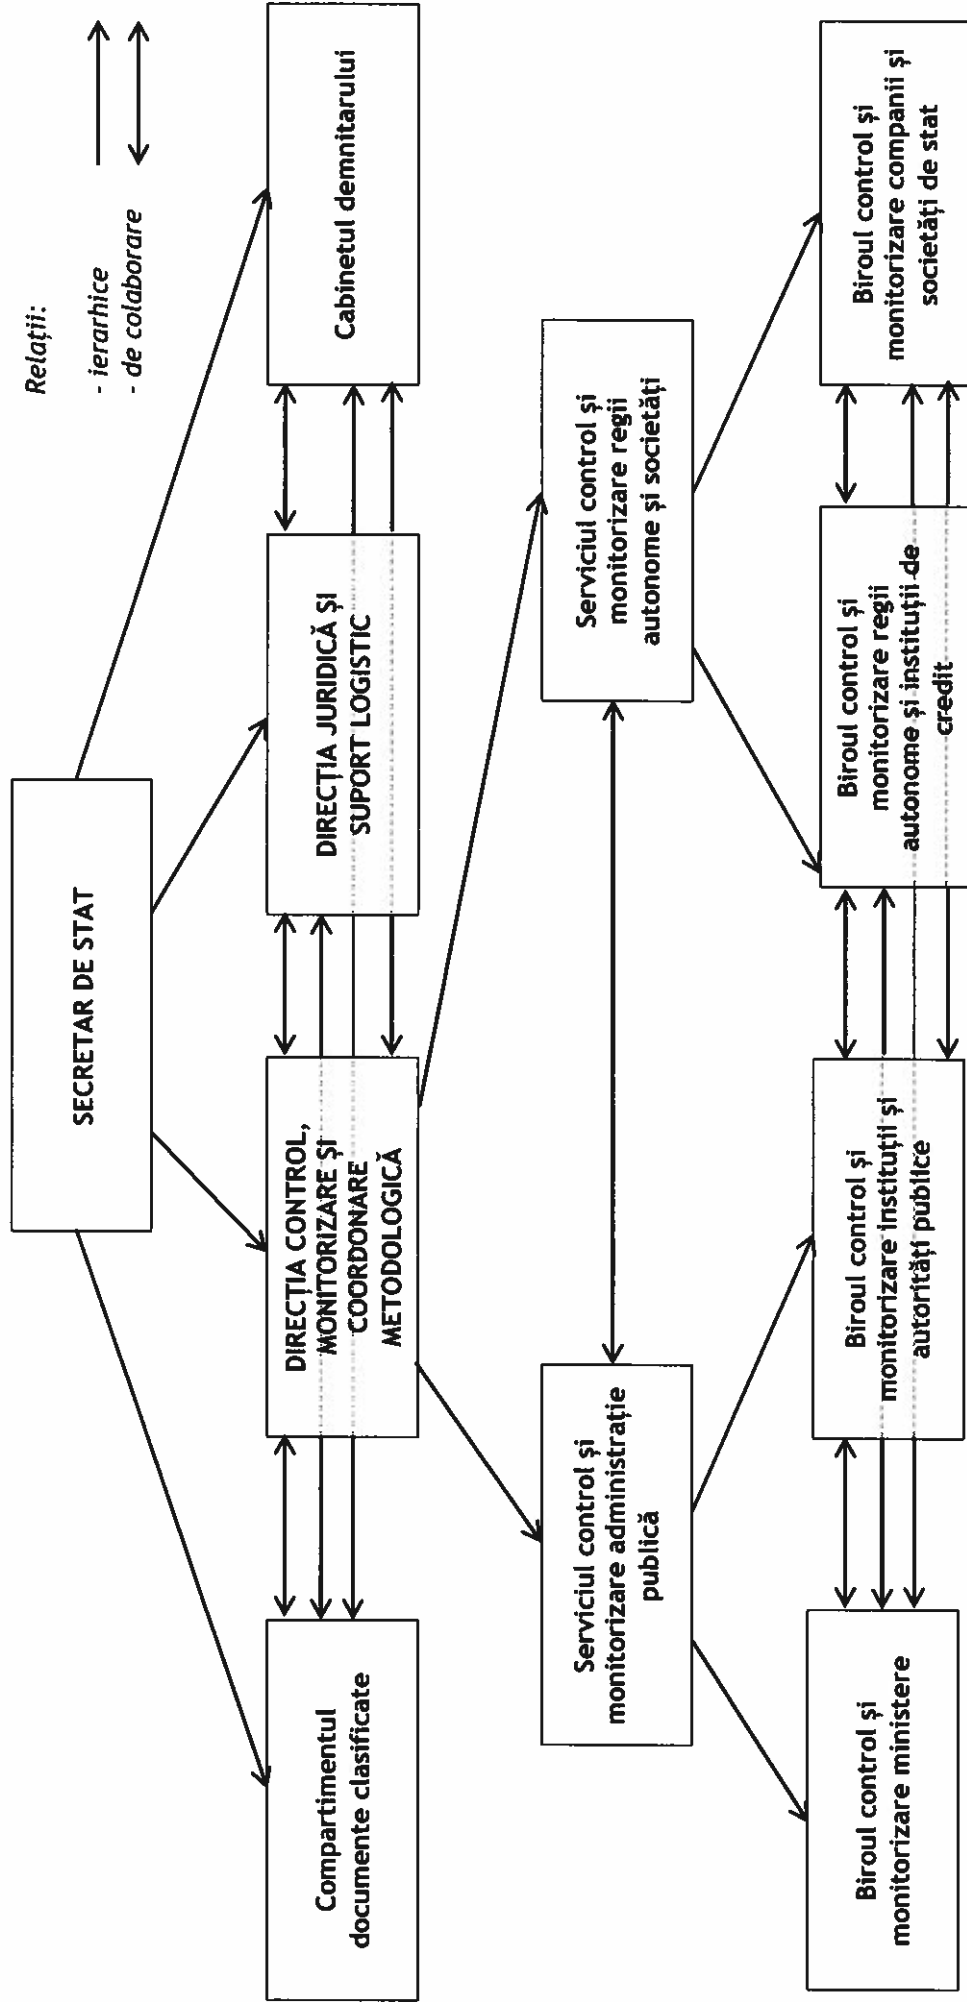 Relații:
- ierarhice
- de colaborare
SECRETAR DE STAT
Compartimentul
documente clasificate
DIRECȚIA CONTROL,
MONITORIZARE ȘI
COORDONARE
METODOLOGICĂ
DIRECȚIA JURIDICĂ ȘI
SUPORT LOGISTIC
Cabinetul demnitarului
Serviciul control și
monitorizare administrație
publică
Serviciul control și
monitorizare regii
autonome și societăți
Biroul control și
monitorizare ministere
Biroul control și
monitorizare instituții și
autorități publice
Biroul control și
monitorizare regii
autonome și instituții de
credit
Biroul control și
monitorizare companii și
societăți de stat